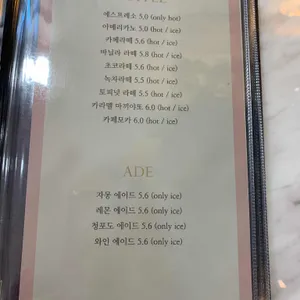 에스프레소 5.0 (only hot)
아메리카노 5.0 (hot / ice)
카페라떼 5.6 (hot / ice)
바닐라 라떼 5.8 (hot / ice)
초코라떼 5.6 (hot / ice)
녹차라떼 5.5 (hot / ice)
토피넛 라떼 5.5 (hot / ice)
카라멜 마끼야또 6.0 (hot / ice)
카페모카 6.0 (hot / ice)
ADE
자몽 에이드 5.6 (only ice)
레몬 에이드 5.6 (only ice)
청포도 에이드 5.6 (only ice)
와인 에이드 5.6 (only ice)